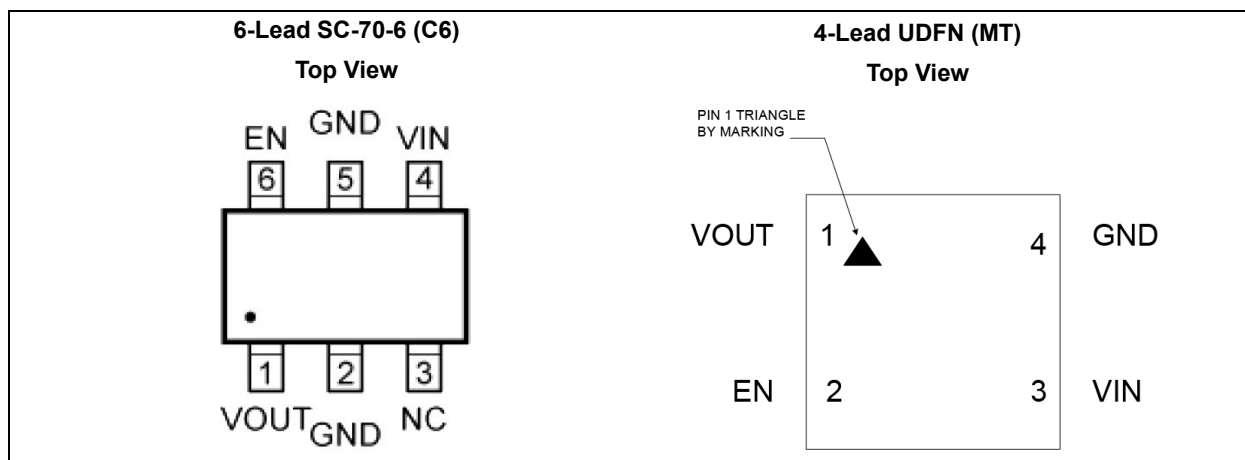 6-Lead SC-70-6 (C6)
Top View
EN GND VIN
6 5 4
1 2 3
VOUT GND NC
4-Lead UDFN (MT)
Top View
PIN 1 TRIANGLE
BY MARKING
VOUT 1 4 GND
EN 2 3 VIN